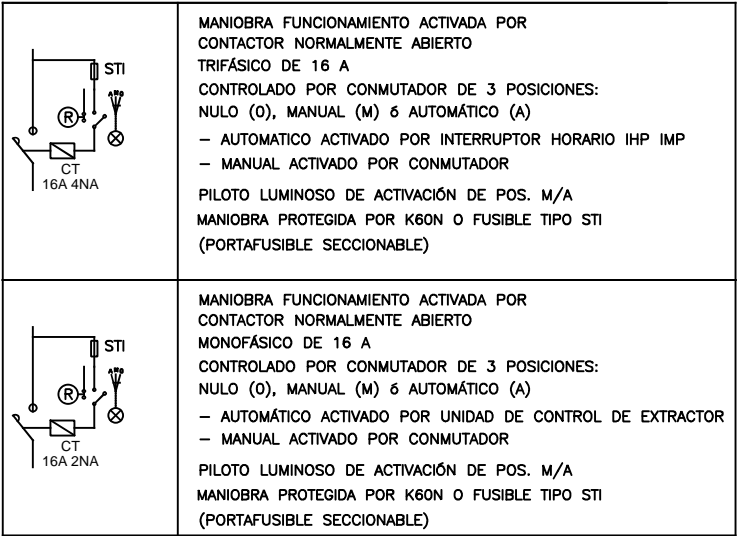 STI
A M 0
R
CT
16A 4NA
MANIOBRA FUNCIONAMIENTO ACTIVADA POR
CONTACTOR NORMALMENTE ABIERTO
TRIFÁSICO DE 16 A
CONTROLADO POR CONMUTADOR DE 3 POSICIONES:
NULO (0), MANUAL (M) ó AUTOMÁTICO (A)
– AUTOMATICO ACTIVADO POR INTERRUPTOR HORARIO IHP IMP
– MANUAL ACTIVADO POR CONMUTADOR
PILOTO LUMINOSO DE ACTIVACIóN DE POS. M/A
MANIOBRA PROTEGIDA POR K60N O FUSIBLE TIPO STI
(PORTAFUSIBLE SECCIONABLE)
STI
A M 0
R
CT
16A 2NA
MANIOBRA FUNCIONAMIENTO ACTIVADA POR
CONTACTOR NORMALMENTE ABIERTO
MONOFÁSICO DE 16 A
CONTROLADO POR CONMUTADOR DE 3 POSICIONES:
NULO (0), MANUAL (M) ó AUTOMÁTICO (A)
– AUTOMÁTICO ACTIVADO POR UNIDAD DE CONTROL DE EXTRACTOR
– MANUAL ACTIVADO POR CONMUTADOR
PILOTO LUMINOSO DE ACTIVACIóN DE POS. M/A
MANIOBRA PROTEGIDA POR K60N O FUSIBLE TIPO STI
(PORTAFUSIBLE SECCIONABLE)